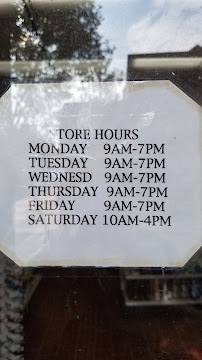 STORE HOURS
MONDAY 9AM-7PM
TUESDAY 9AM-7PM
WEDNESD 9AM-7PM
THURSDAY 9AM-7PM
FRIDAY 9AM-7PM
SATURDAY 10AM-4PM